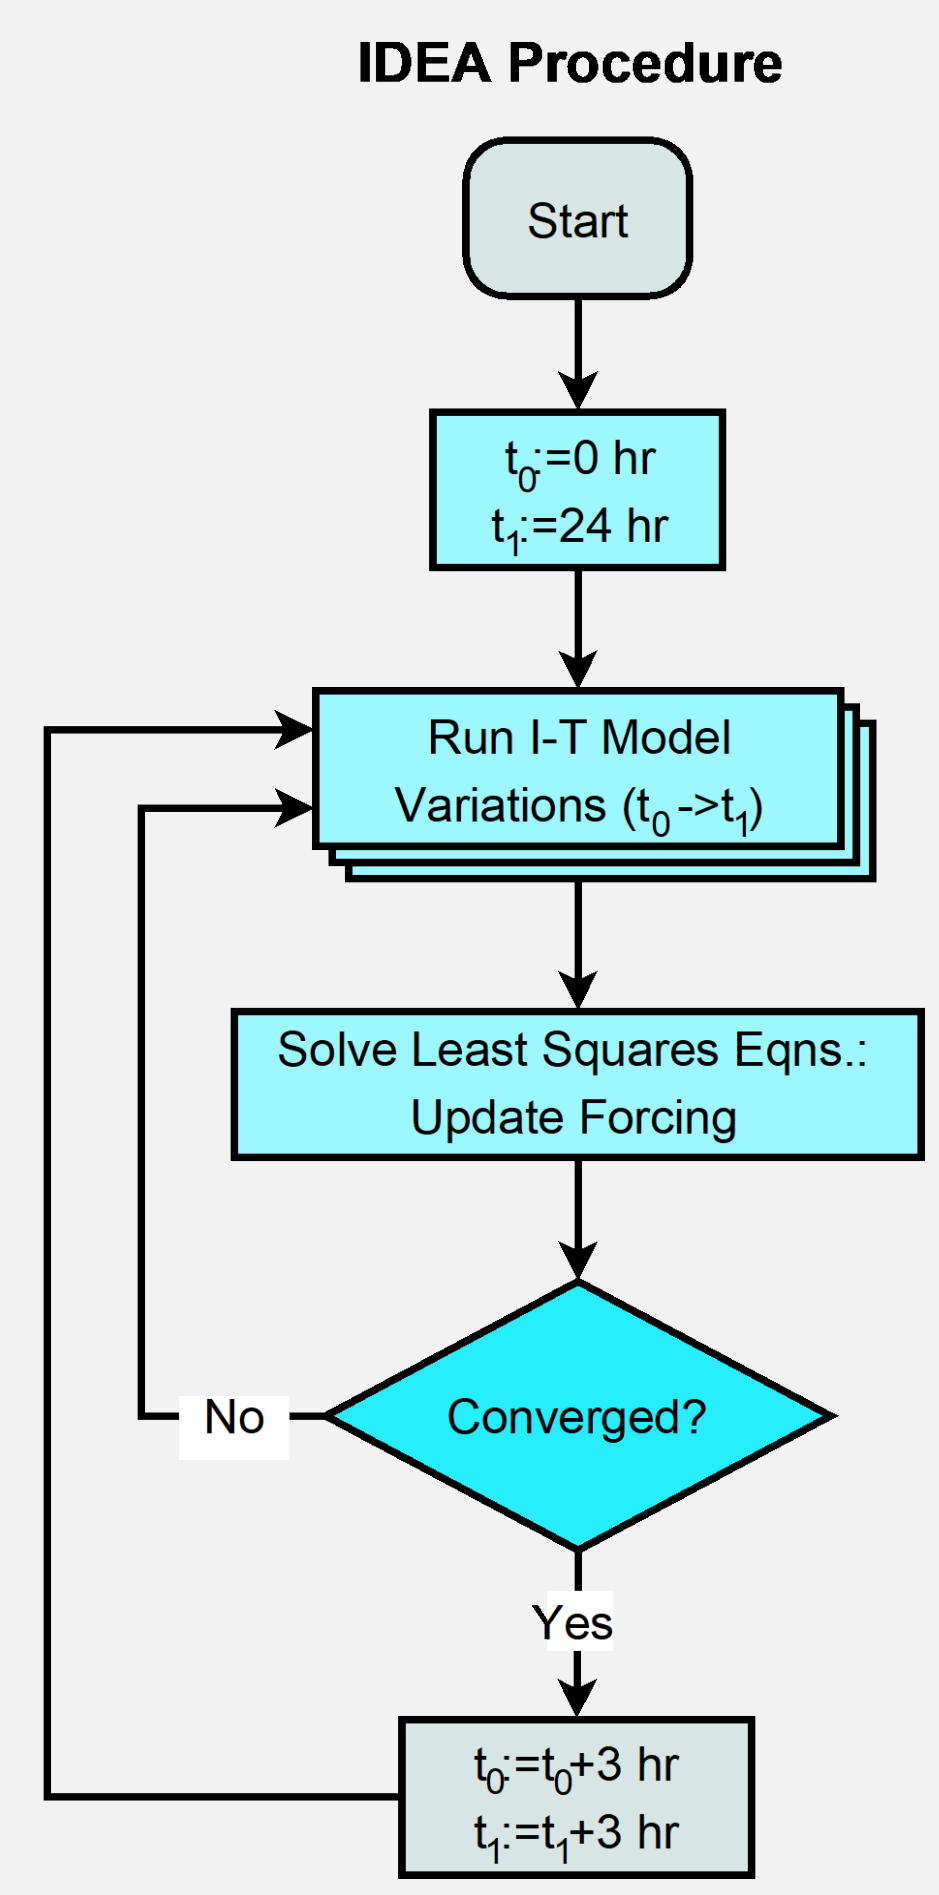 IDEA Procedure
Start
t₀:=0 hr
t₁:=24 hr
Run I-T Model
Variations (t₀->t₁)
Solve Least Squares Eqns.:
Update Forcing
Converged?
No
Yes
t₀:=t₀+3 hr
t₁:=t₁+3 hr